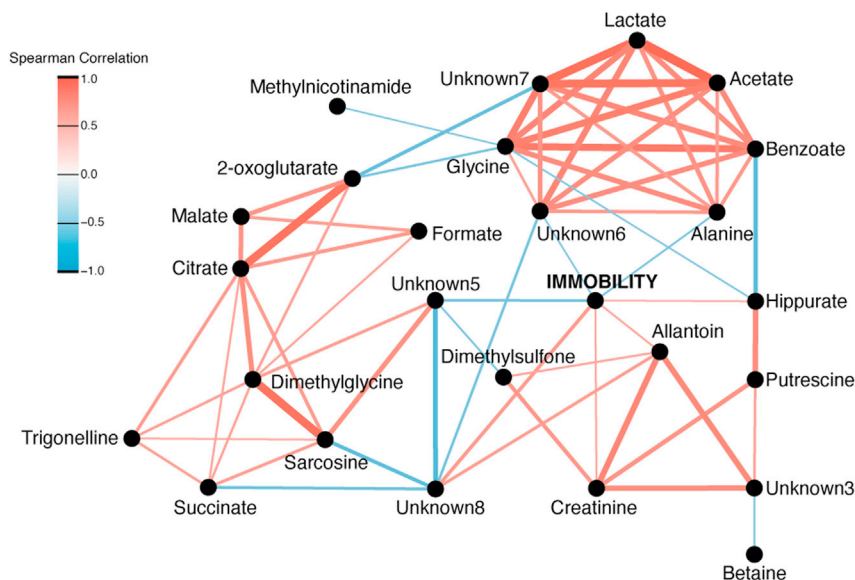 Lactate
Spearman Correlation
1.0
0.5
0.0
−0.5
−1.0
Methylnicotinamide
Unknown7
Acetate
2-oxoglutarate
Glycine
Benzoate
Malate
Formate
Unknown6
Alanine
Citrate
Unknown5
IMMOBILITY
Hippurate
Allantoin
Dimethylsulfone
Dimethylglycine
Putrescine
Trigonelline
Sarcosine
Succinate
Unknown8
Creatinine
Unknown3
Betaine